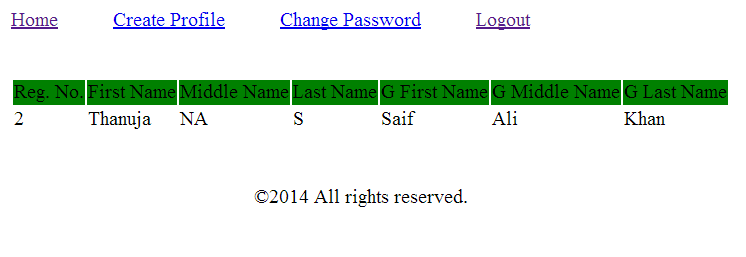 Home Create Profile Change Password Logout
Reg. No. First Name Middle Name Last Name G First Name G Middle Name G Last Name
2 Thanuja NA S Saif Ali Khan
©2014 All rights reserved.